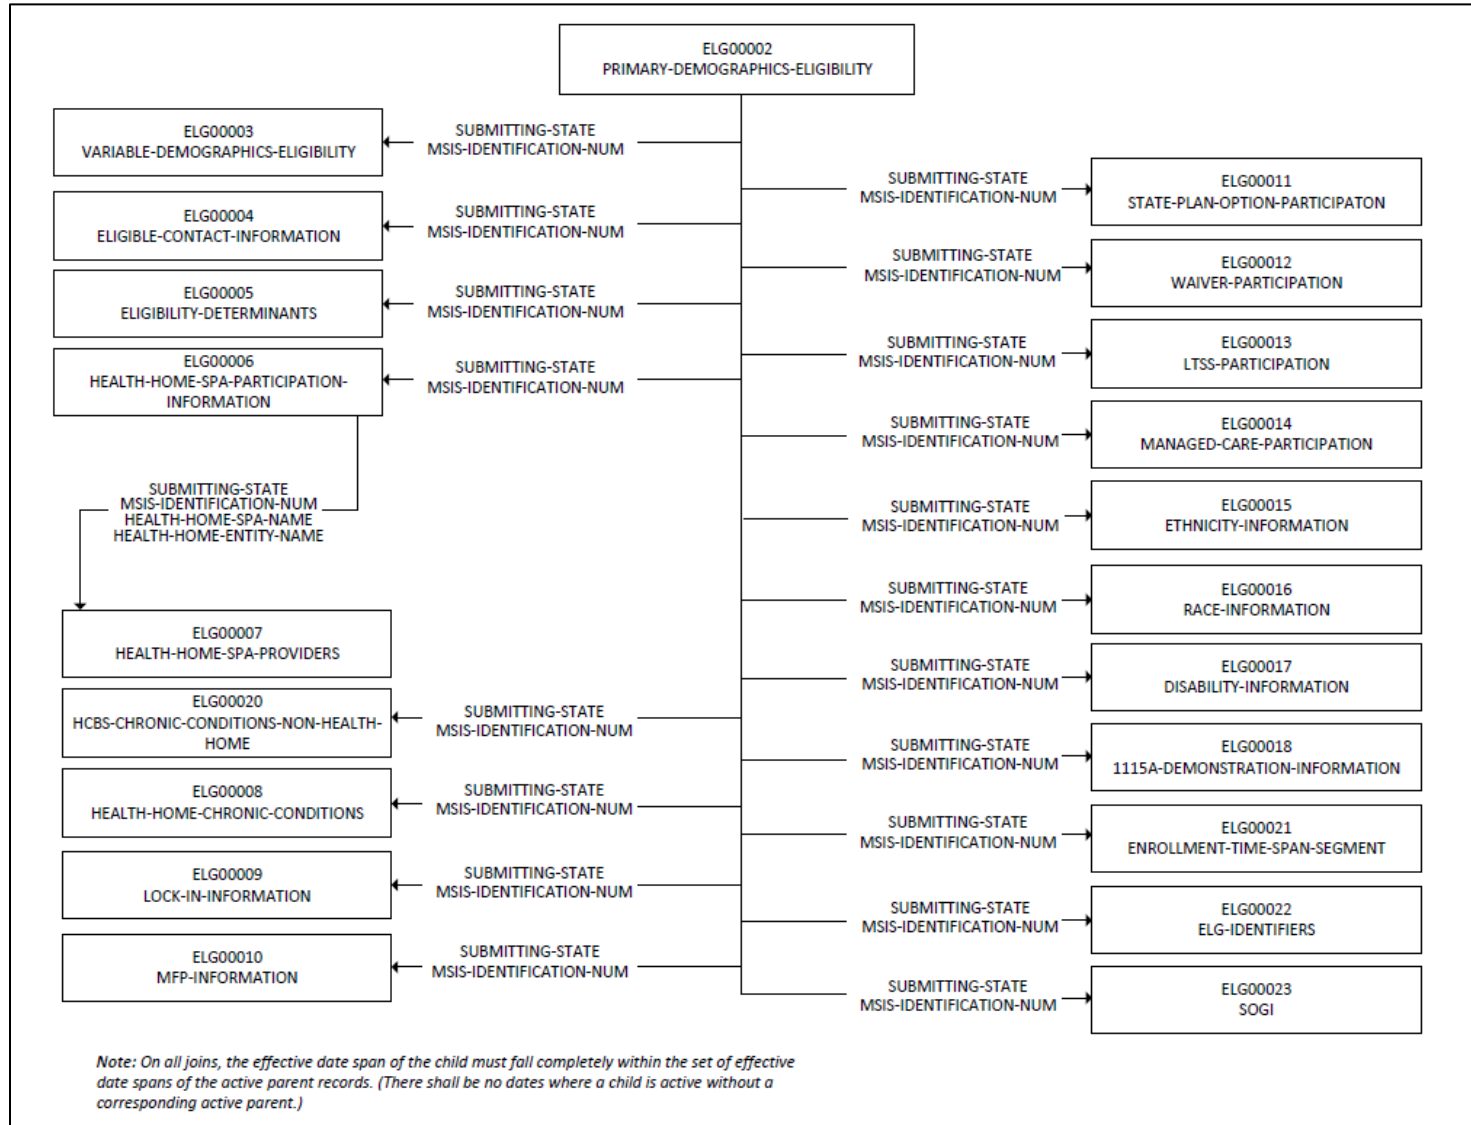 ELG00002
PRIMARY-DEMOGRAPHICS-ELIGIBILITY
ELG00003
VARIABLE-DEMOGRAPHICS-ELIGIBILITY
SUBMITTING-STATE
MSIS-IDENTIFICATION-NUM
ELG00004
ELIGIBLE-CONTACT-INFORMATION
SUBMITTING-STATE
MSIS-IDENTIFICATION-NUM
ELG00005
ELIGIBILITY-DETERMINANTS
SUBMITTING-STATE
MSIS-IDENTIFICATION-NUM
ELG00006
HEALTH-HOME-SPA-PARTICIPATION-
INFORMATION
SUBMITTING-STATE
MSIS-IDENTIFICATION-NUM
SUBMITTING-STATE
MSIS-IDENTIFICATION-NUM
HEALTH-HOME-SPA-NAME
HEALTH-HOME-ENTITY-NAME
ELG00007
HEALTH-HOME-SPA-PROVIDERS
ELG00020
HCBS-CHRONIC-CONDITIONS-NON-HEALTH-
HOME
SUBMITTING-STATE
MSIS-IDENTIFICATION-NUM
ELG00008
HEALTH-HOME-CHRONIC-CONDITIONS
SUBMITTING-STATE
MSIS-IDENTIFICATION-NUM
ELG00009
LOCK-IN-INFORMATION
SUBMITTING-STATE
MSIS-IDENTIFICATION-NUM
ELG00010
MFP-INFORMATION
SUBMITTING-STATE
MSIS-IDENTIFICATION-NUM
SUBMITTING-STATE
MSIS-IDENTIFICATION-NUM
ELG00011
STATE-PLAN-OPTION-PARTICIPATON
SUBMITTING-STATE
MSIS-IDENTIFICATION-NUM
ELG00012
WAIVER-PARTICIPATION
SUBMITTING-STATE
MSIS-IDENTIFICATION-NUM
ELG00013
LTSS-PARTICIPATION
SUBMITTING-STATE
MSIS-IDENTIFICATION-NUM
ELG00014
MANAGED-CARE-PARTICIPATION
SUBMITTING-STATE
MSIS-IDENTIFICATION-NUM
ELG00015
ETHNICITY-INFORMATION
SUBMITTING-STATE
MSIS-IDENTIFICATION-NUM
ELG00016
RACE-INFORMATION
SUBMITTING-STATE
MSIS-IDENTIFICATION-NUM
ELG00017
DISABILITY-INFORMATION
SUBMITTING-STATE
MSIS-IDENTIFICATION-NUM
ELG00018
1115A-DEMONSTRATION-INFORMATION
SUBMITTING-STATE
MSIS-IDENTIFICATION-NUM
ELG00021
ENROLLMENT-TIME-SPAN-SEGMENT
SUBMITTING-STATE
MSIS-IDENTIFICATION-NUM
ELG00022
ELG-IDENTIFIERS
SUBMITTING-STATE
MSIS-IDENTIFICATION-NUM
ELG00023
SOGI
Note: On all joins, the effective date span of the child must fall completely within the set of effective
date spans of the active parent records. (There shall be no dates where a child is active without a
corresponding active parent.)